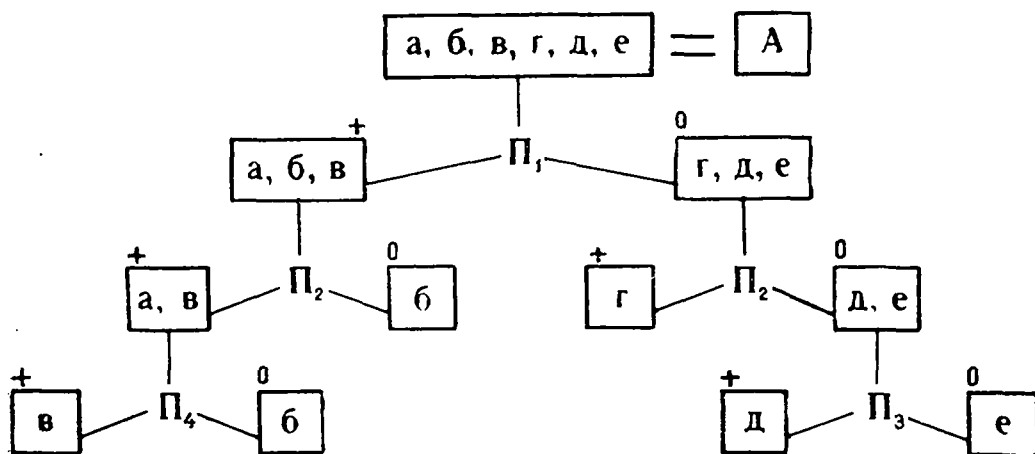 а, б, в, г, д, е = А
+ 0
а, б, в П₁ г, д, е
+ 0 + 0
а, в П₂ б г П₂ д, е
+ 0 + 0
в П₄ б д П₃ е